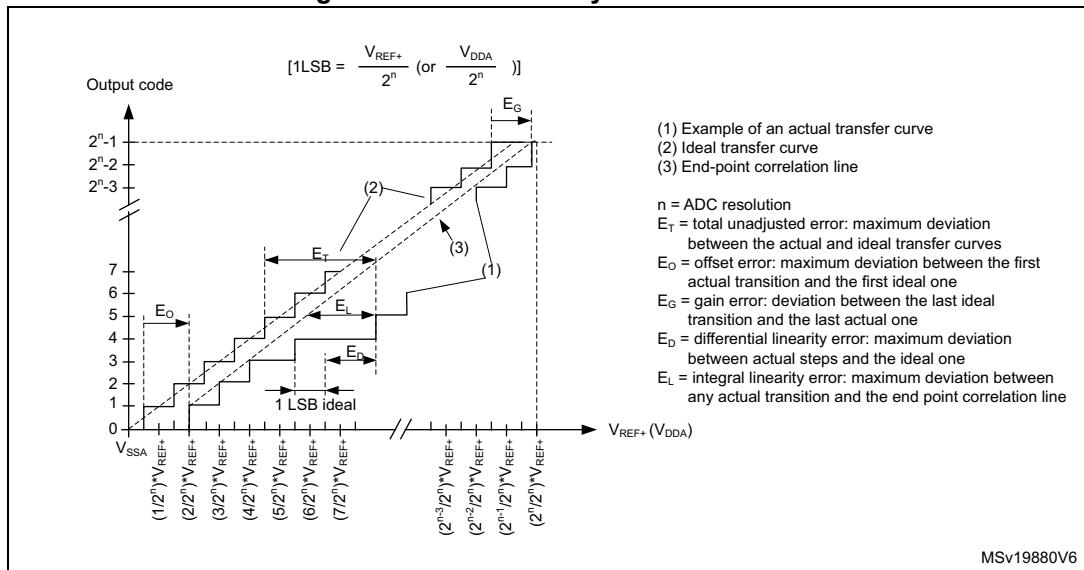 [1LSB = V_REF+ / 2^n (or V_DDA / 2^n )]
Output code
E_G
2^n-1
2^n-2
2^n-3
(2)
(3)
(1)
E_T
7
6
5
4
3
2
1
0
E_O
E_L
E_D
1 LSB ideal
V_SSA
(1/2^n)*V_REF+
(2/2^n)*V_REF+
(3/2^n)*V_REF+
(4/2^n)*V_REF+
(5/2^n)*V_REF+
(6/2^n)*V_REF+
(7/2^n)*V_REF+
(2^n-3/2^n)*V_REF+
(2^n-2/2^n)*V_REF+
(2^n-1/2^n)*V_REF+
(2^n/2^n)*V_REF+
V_REF+ (V_DDA)
(1) Example of an actual transfer curve
(2) Ideal transfer curve
(3) End-point correlation line
n = ADC resolution
E_T = total unadjusted error: maximum deviation
between the actual and ideal transfer curves
E_O = offset error: maximum deviation between the first
actual transition and the first ideal one
E_G = gain error: deviation between the last ideal
transition and the last actual one
E_D = differential linearity error: maximum deviation
between actual steps and the ideal one
E_L = integral linearity error: maximum deviation between
any actual transition and the end point correlation line
MSv19880V6